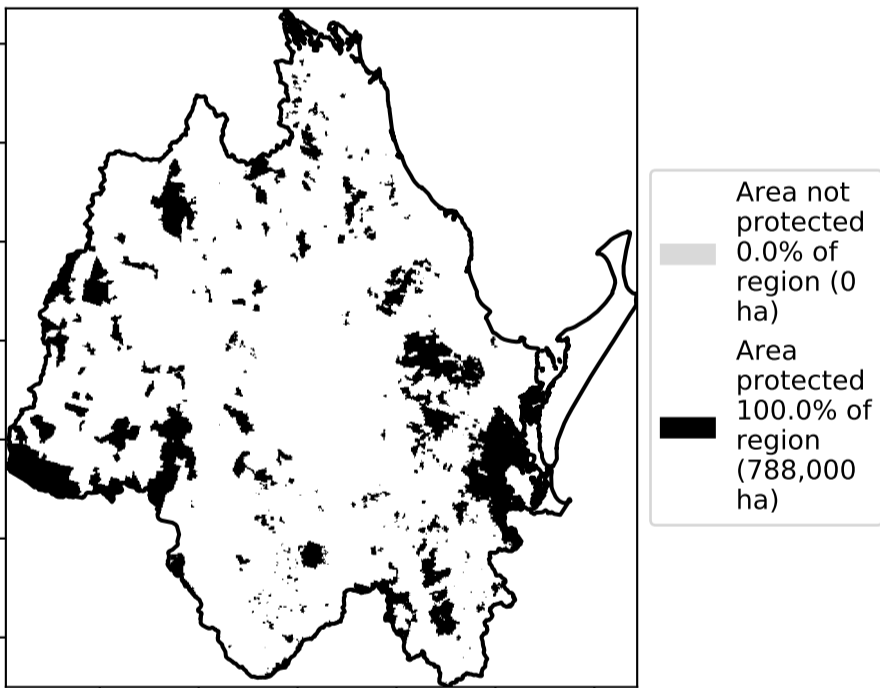 Area not
protected
0.0% of
region (0
ha)
Area
protected
100.0% of
region
(788,000
ha)